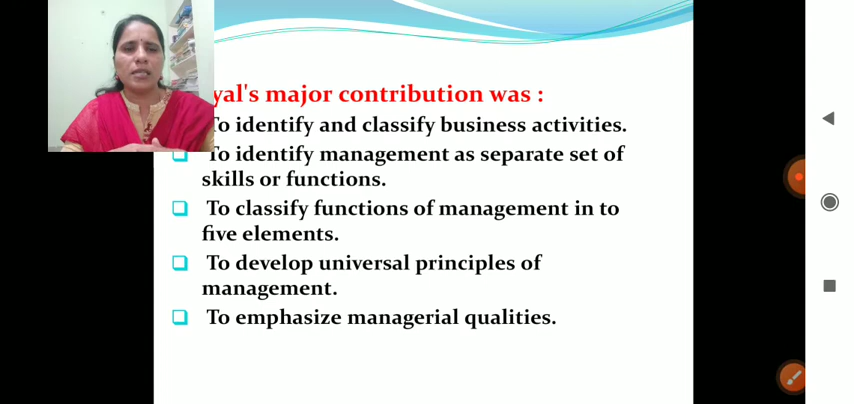 yal's major contribution was :
To identify and classify business activities.
To identify management as separate set of
skills or functions.
To classify functions of management in to
five elements.
To develop universal principles of
management.
To emphasize managerial qualities.